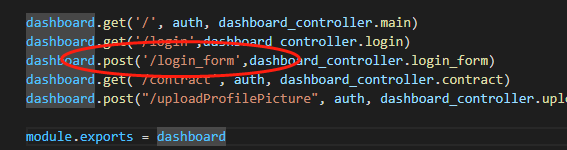 dashboard.get('/', auth, dashboard_controller.main)
dashboard.get('/login',dashboard_controller.login)
dashboard.post('/login_form',dashboard_controller.login_form)
dashboard.get('/contract', auth, dashboard_controller.contract)
dashboard.post("/uploadProfilePicture", auth, dashboard_controller.uplo
module.exports = dashboard